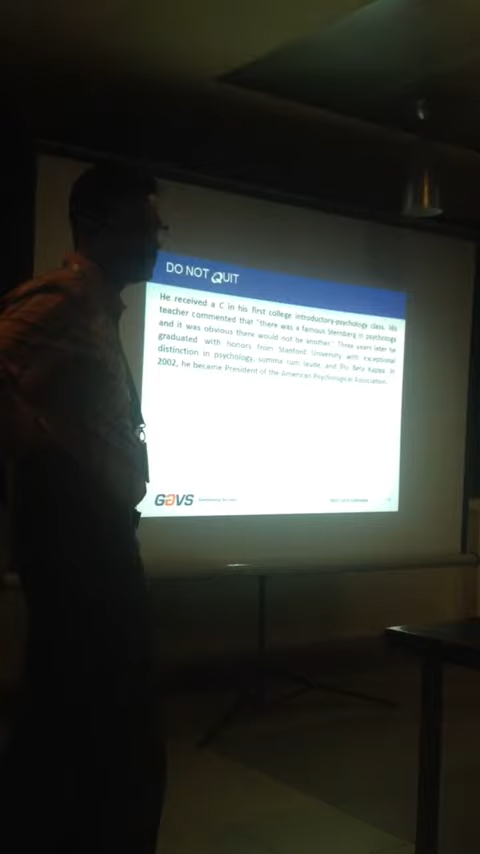 DO NOT QUIT
He received a C in his first college introductory-psychology class. His
teacher commented that "there was a famous Sternberg in psychology
and it was obvious there would not be another." Three years later he
graduated with honors from Stanford University with exceptional
distinction in psychology, summa cum laude, and Phi Beta Kappa. In
2002, he became President of the American Psychological Association.
GAVS